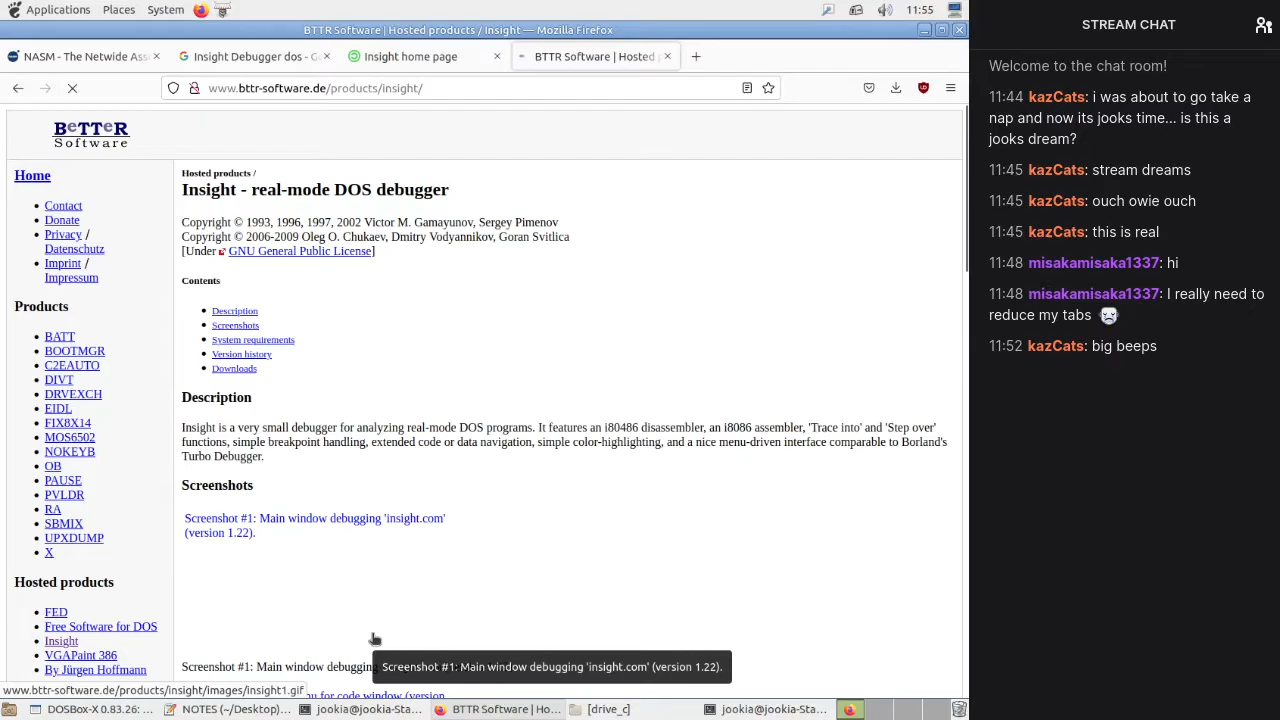 Applications Places System 11:55
BTTR Software | Hosted products / Insight — Mozilla Firefox
NASM - The Netwide Ass Insight Debugger dos - G Insight home page BTTR Software | Hosted p
www.bttr-software.de/products/insight/
BeTTeR
Software
Home
Contact
Donate
Privacy /
Datenschutz
Imprint /
Impressum
Products
BATT
BOOTMGR
C2EAUTO
DIVT
DRVEXCH
EIDL
FIX8X14
MOS6502
NOKEYB
OB
PAUSE
PVLDR
RA
SBMIX
UPXDUMP
X
Hosted products
FED
Free Software for DOS
Insight
VGAPaint 386
By Jürgen Hoffmann
Hosted products /
Insight - real-mode DOS debugger
Copyright © 1993, 1996, 1997, 2002 Victor M. Gamayunov, Sergey Pimenov
Copyright © 2006-2009 Oleg O. Chukaev, Dmitry Vodyannikov, Goran Svitlica
[Under GNU General Public License]
Contents
Description
Screenshots
System requirements
Version history
Downloads
Description
Insight is a very small debugger for analyzing real-mode DOS programs. It features an i80486 disassembler, an i8086 assembler, 'Trace into' and 'Step over'
functions, simple breakpoint handling, extended code or data navigation, simple color-highlighting, and a nice menu-driven interface comparable to Borland's
Turbo Debugger.
Screenshots
Screenshot #1: Main window debugging 'insight.com'
(version 1.22).
Screenshot #1: Main window debugging
Screenshot #1: Main window debugging 'insight.com' (version 1.22).
www.bttr-software.de/products/insight/images/insight1.gif
nu for code window (version
DOSBox-X 0.83.26: ... NOTES (~/Desktop)... jookia@jookia-Sta... BTTR Software | Ho... [drive_c] jookia@jookia-Sta...
STREAM CHAT
Welcome to the chat room!
11:44 kazCats: i was about to go take a
nap and now its jooks time... is this a
jooks dream?
11:45 kazCats: stream dreams
11:45 kazCats: ouch owie ouch
11:45 kazCats: this is real
11:48 misakamisaka1337: hi
11:48 misakamisaka1337: I really need to
reduce my tabs
11:52 kazCats: big beeps